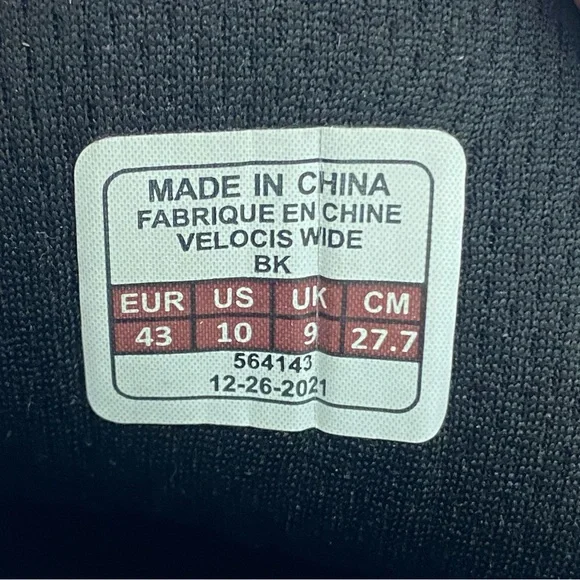 MADE IN CHINA
FABRIQUE EN CHINE
VELOCIS WIDE
BK
EUR US UK CM
43 10 9 27.7
564143
12-26-2021